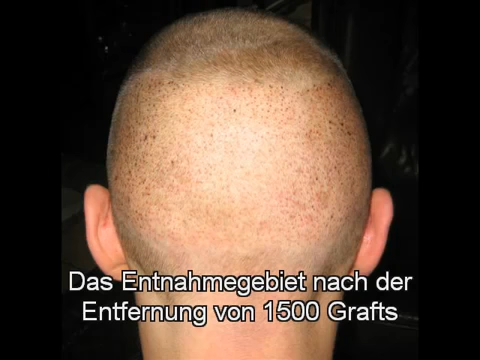 Das Entnahmegebiet nach der
Entfernung von 1500 Grafts